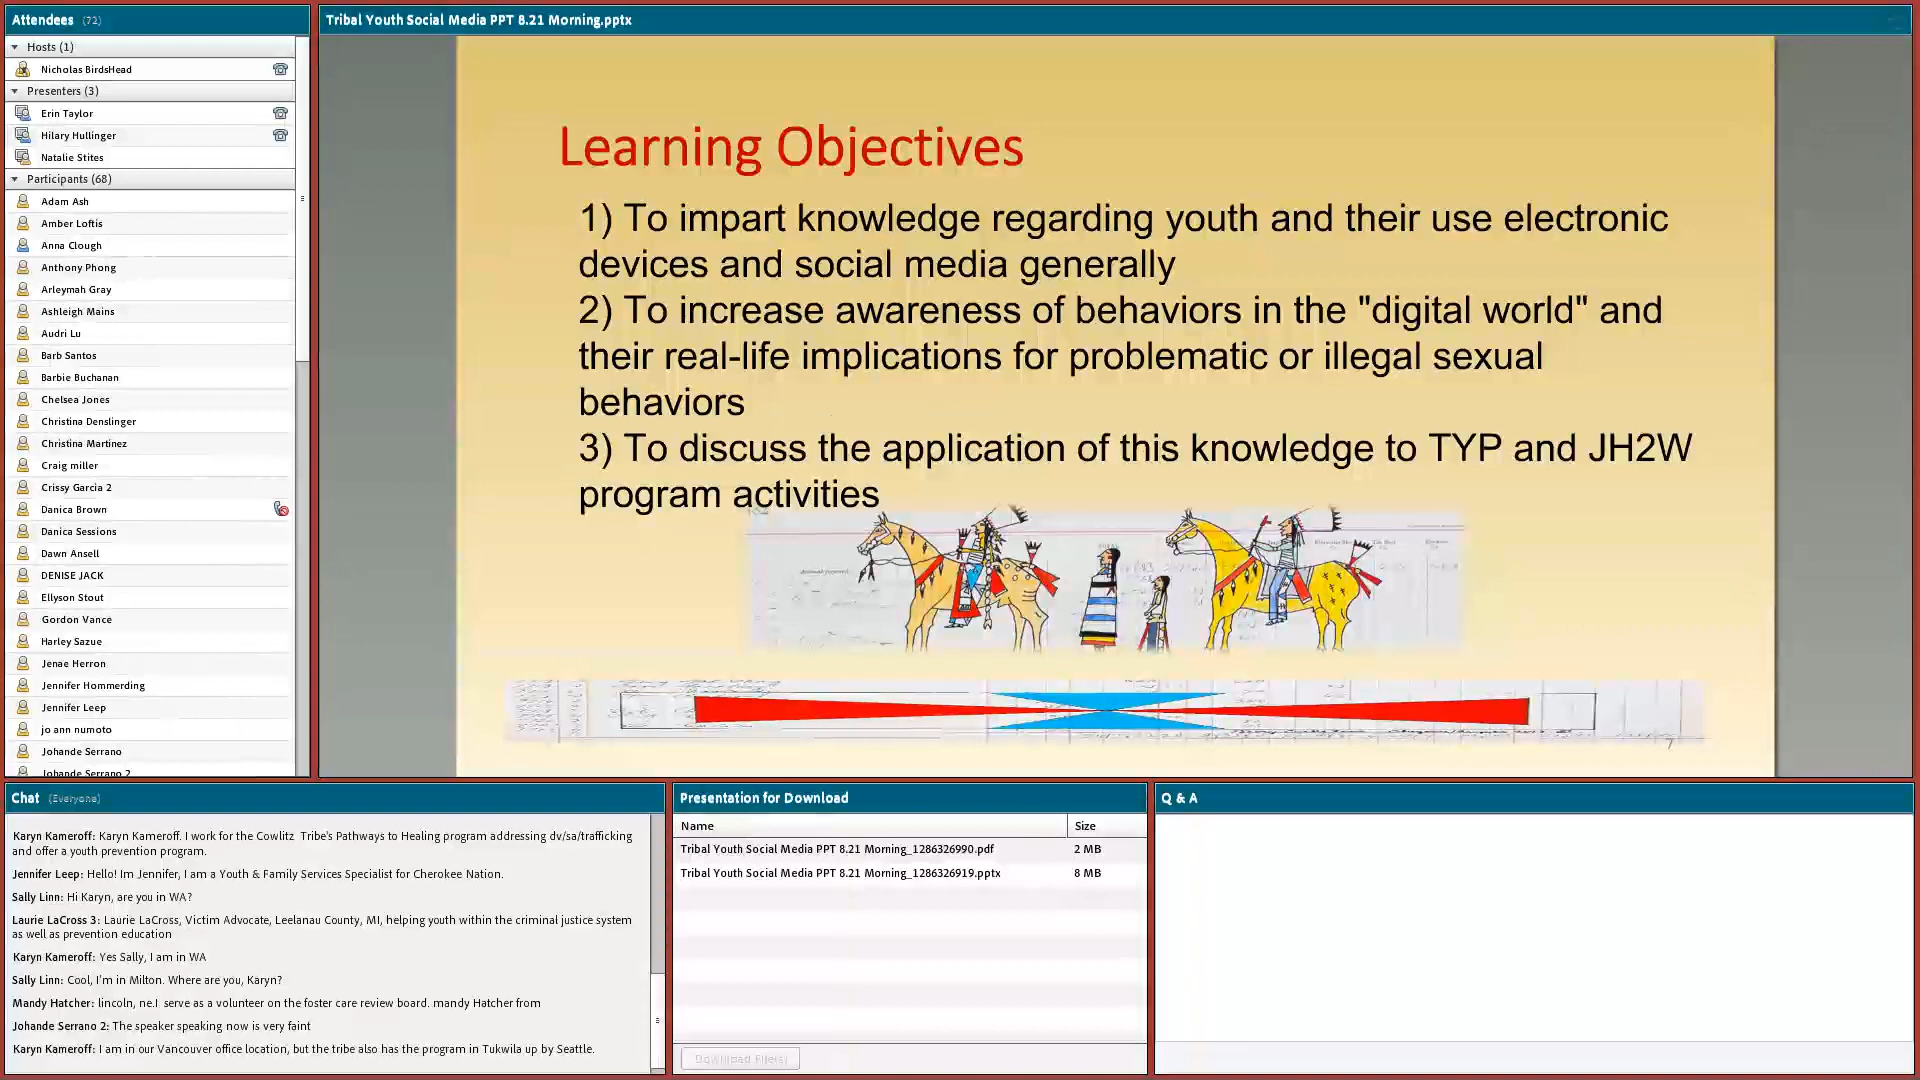 Attendees (72)
Hosts (1)
Nicholas BirdsHead
Presenters (3)
Erin Taylor
Hilary Hullinger
Natalie Stites
Participants (68)
Adam Ash
Amber Loftis
Anna Clough
Anthony Phong
Arleymah Gray
Ashleigh Mains
Audri Lu
Barb Santos
Barbie Buchanan
Chelsea Jones
Christina Denslinger
Christina Martinez
Craig miller
Crissy Garcia 2
Danica Brown
Danica Sessions
Dawn Ansell
DENISE JACK
Ellyson Stout
Gordon Vance
Harley Sazue
Jenae Herron
Jennifer Hommerding
Jennifer Leep
jo ann numoto
Johande Serrano
Johande Serrano 2
Tribal Youth Social Media PPT 8.21 Morning.pptx
Learning Objectives
1) To impart knowledge regarding youth and their use electronic
devices and social media generally
2) To increase awareness of behaviors in the "digital world" and
their real-life implications for problematic or illegal sexual
behaviors
3) To discuss the application of this knowledge to TYP and JH2W
program activities
7
Chat (Everyone)
Karyn Kameroff: Karyn Kameroff. I work for the Cowlitz Tribe's Pathways to Healing program addressing dv/sa/trafficking
and offer a youth prevention program.
Jennifer Leep: Hello! Im Jennifer, I am a Youth & Family Services Specialist for Cherokee Nation.
Sally Linn: Hi Karyn, are you in WA?
Laurie LaCross 3: Laurie LaCross, Victim Advocate, Leelanau County, MI, helping youth within the criminal justice system
as well as prevention education
Karyn Kameroff: Yes Sally, I am in WA
Sally Linn: Cool, I'm in Milton. Where are you, Karyn?
Mandy Hatcher: lincoln, ne.I serve as a volunteer on the foster care review board. mandy Hatcher from
Johande Serrano 2: The speaker speaking now is very faint
Karyn Kameroff: I am in our Vancouver office location, but the tribe also has the program in Tukwila up by Seattle.
Presentation for Download
Name Size
Tribal Youth Social Media PPT 8.21 Morning_1286326990.pdf 2 MB
Tribal Youth Social Media PPT 8.21 Morning_1286326919.pptx 8 MB
Download File(s)
Q & A